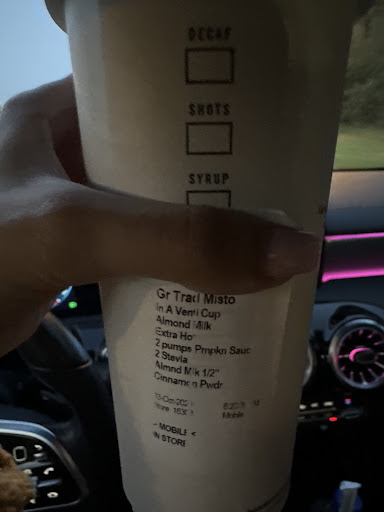 DECAF
SHOTS
SYRUP
Gr Trad Misto
In A Venti Cup
Almond Milk
Extra Ho
2 pumps Pmpkn Sauc
2 Stevia
Almnd Mlk 1/2"
Cinnamon Pwdr
Mobile
- MOBILE <
IN STORE